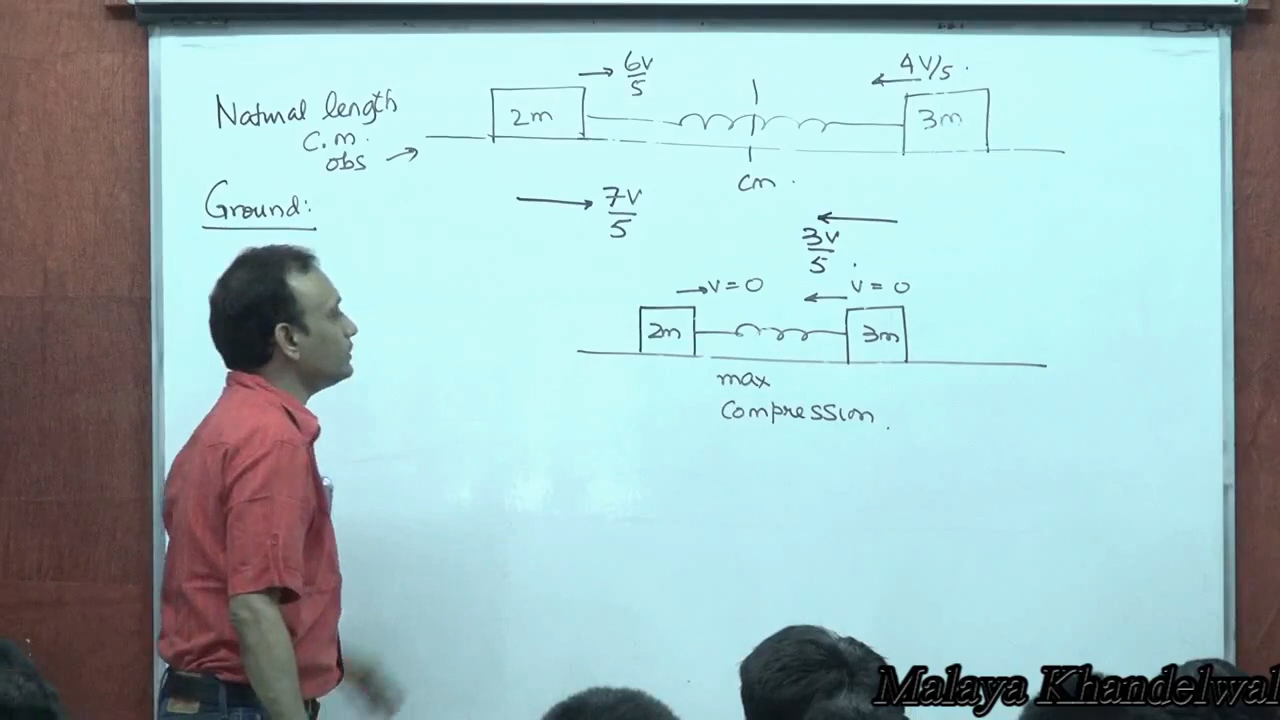 6v/5
4v/5.
Natural length
2m
3m
C.m.
obs
cm.
Ground:
7v/5
3v/5.
v=0
v=0
2m
3m
max
compression.
Malaya Khandelwal